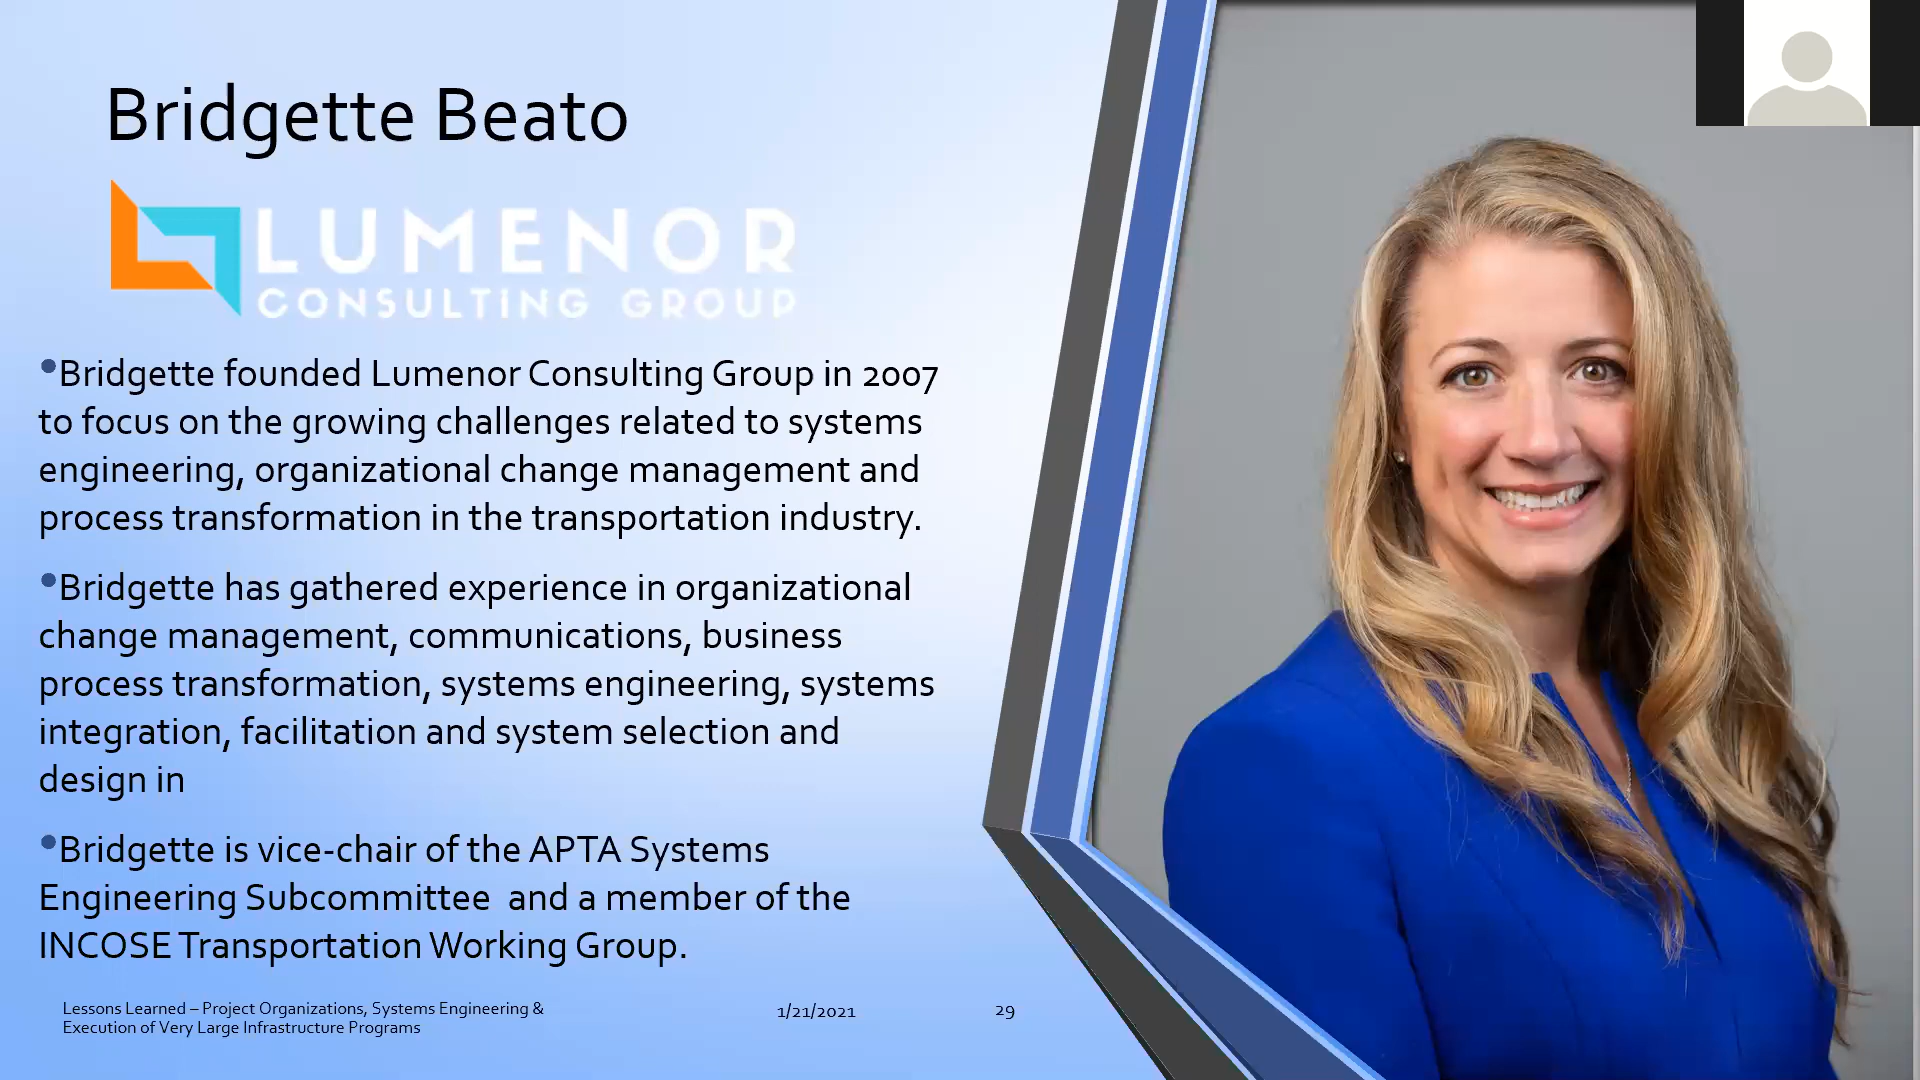 Bridgette Beato
LUMENOR
CONSULTING GROUP
•Bridgette founded Lumenor Consulting Group in 2007
to focus on the growing challenges related to systems
engineering, organizational change management and
process transformation in the transportation industry.
•Bridgette has gathered experience in organizational
change management, communications, business
process transformation, systems engineering, systems
integration, facilitation and system selection and
design in
•Bridgette is vice-chair of the APTA Systems
Engineering Subcommittee  and a member of the
INCOSE Transportation Working Group.
Lessons Learned – Project Organizations, Systems Engineering &
Execution of Very Large Infrastructure Programs
1/21/2021
29